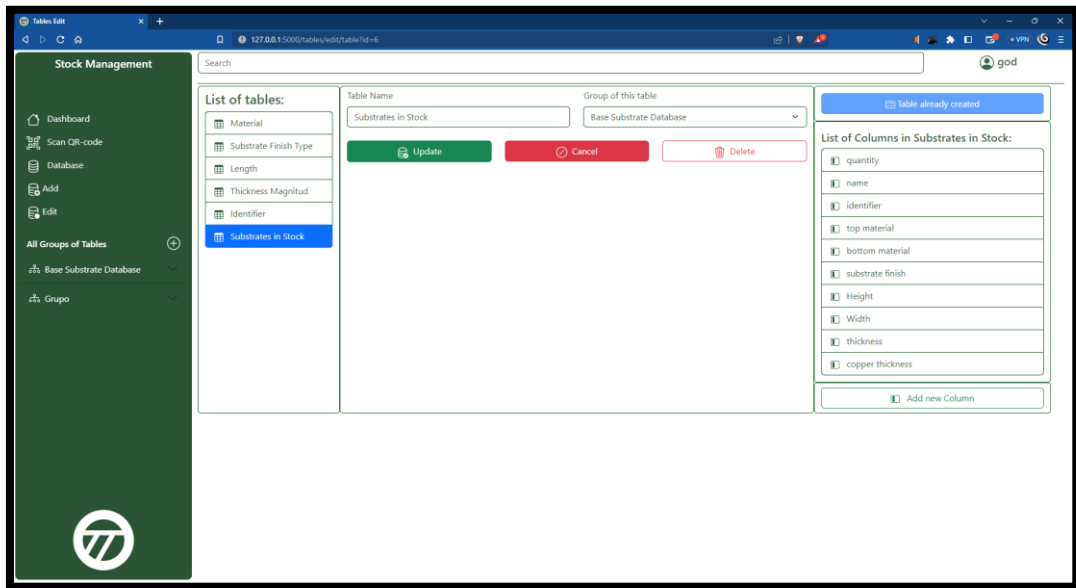 Tables Edit
127.0.0.1:5000/tables/edit/table?id=6
VPN
Stock Management
Dashboard
Scan QR-code
Database
Add
Edit
All Groups of Tables
Base Substrate Database
Grupo
Search
god
List of tables:
Material
Substrate Finish Type
Length
Thickness Magnitud
Identifier
Substrates in Stock
Table Name
Group of this table
Substrates in Stock
Base Substrate Database
Update
Cancel
Delete
Table already created
List of Columns in Substrates in Stock:
quantity
name
identifier
top material
bottom material
substrate finish
Height
Width
thickness
copper thickness
Add new Column